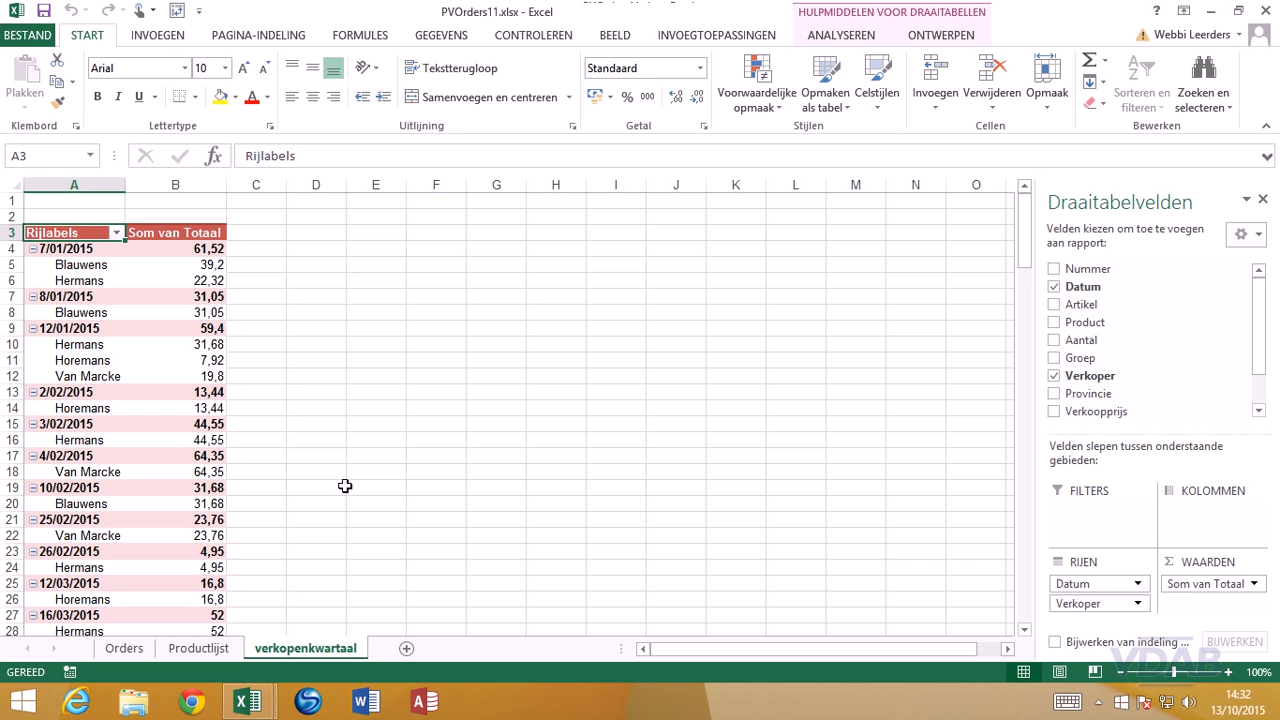 PVOrders11.xlsx - Excel
HULPMIDDELEN VOOR DRAAITABELLEN
BESTAND START INVOEGEN PAGINA-INDELING FORMULES GEGEVENS CONTROLEREN BEELD INVOEGTOEPASSINGEN ANALYSEREN ONTWERPEN Webbi Leerders
Plakken
Arial 10
B I U
Tekstterugloop
Samenvoegen en centreren
Standaard
% 000
Voorwaardelijke opmaak
Opmaken als tabel
Celstijlen
Invoegen Verwijderen Opmaak
Sorteren en filteren
Zoeken en selecteren
Klembord Lettertype Uitlijning Getal Stijlen Cellen Bewerken
A3 fx Rijlabels
A B C D E F G H I J K L M N O
1
2
3 Rijlabels Som van Totaal
4 7/01/2015 61,52
5 Blauwens 39,2
6 Hermans 22,32
7 8/01/2015 31,05
8 Blauwens 31,05
9 12/01/2015 59,4
10 Hermans 31,68
11 Horemans 7,92
12 Van Marcke 19,8
13 2/02/2015 13,44
14 Horemans 13,44
15 3/02/2015 44,55
16 Hermans 44,55
17 4/02/2015 64,35
18 Van Marcke 64,35
19 10/02/2015 31,68
20 Blauwens 31,68
21 25/02/2015 23,76
22 Van Marcke 23,76
23 26/02/2015 4,95
24 Hermans 4,95
25 12/03/2015 16,8
26 Horemans 16,8
27 16/03/2015 52
28 Hermans 52
Draaitabelvelden
Velden kiezen om toe te voegen
aan rapport:
Nummer
Datum
Artikel
Product
Aantal
Groep
Verkoper
Provincie
Verkoopprijs
Velden slepen tussen onderstaande
gebieden:
FILTERS KOLOMMEN
RIJEN WAARDEN
Datum Som van Totaal
Verkoper
Bijwerken van indeling ... BIJWERKEN
Orders Productlijst verkopenkwartaal
VDAB
GEREED 100%
14:32
13/10/2015